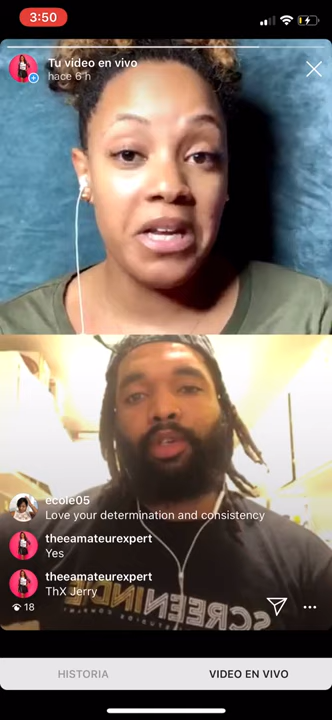 3:50
Tu video en vivo
hace 6 h
ecole05
Love your determination and consistency
theeamateurexpert
Yes
theeamateurexpert
ThX Jerry
18
SCREENINDIE
HISTORIA
VIDEO EN VIVO